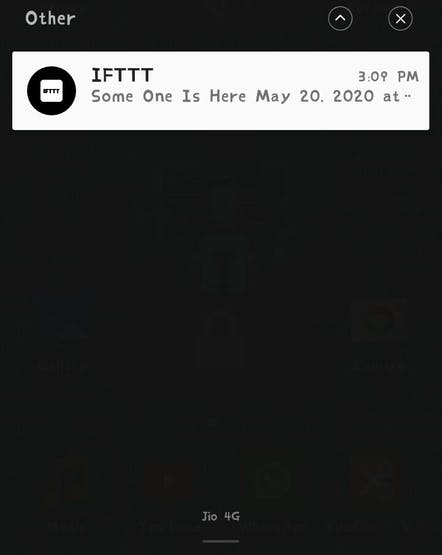 Other
IFTTT
3:09 PM
IFTTT
Some One Is Here May 20, 2020 at ..
Jio 4G